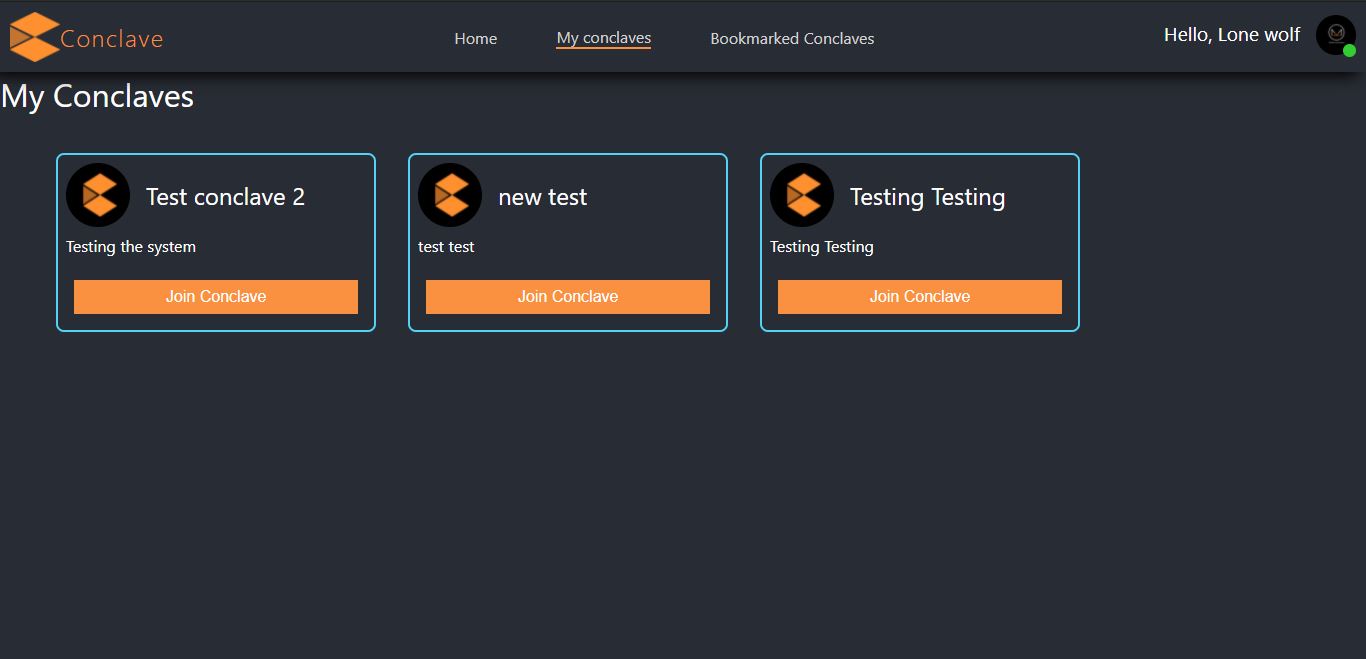 Conclave
Home
My conclaves
Bookmarked Conclaves
Hello, Lone wolf
My Conclaves
Test conclave 2
Testing the system
Join Conclave
new test
test test
Join Conclave
Testing Testing
Testing Testing
Join Conclave